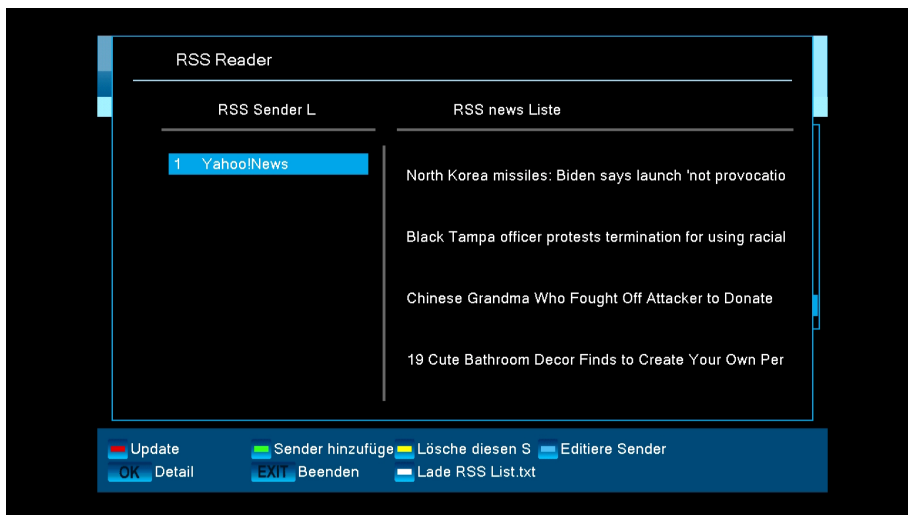 RSS Reader
RSS Sender L
RSS news Liste
1 Yahoo!News
North Korea missiles: Biden says launch 'not provocatio
Black Tampa officer protests termination for using racial
Chinese Grandma Who Fought Off Attacker to Donate
19 Cute Bathroom Decor Finds to Create Your Own Per
Update Sender hinzufüge Lösche diesen S Editiere Sender
OK Detail EXIT Beenden Lade RSS List.txt